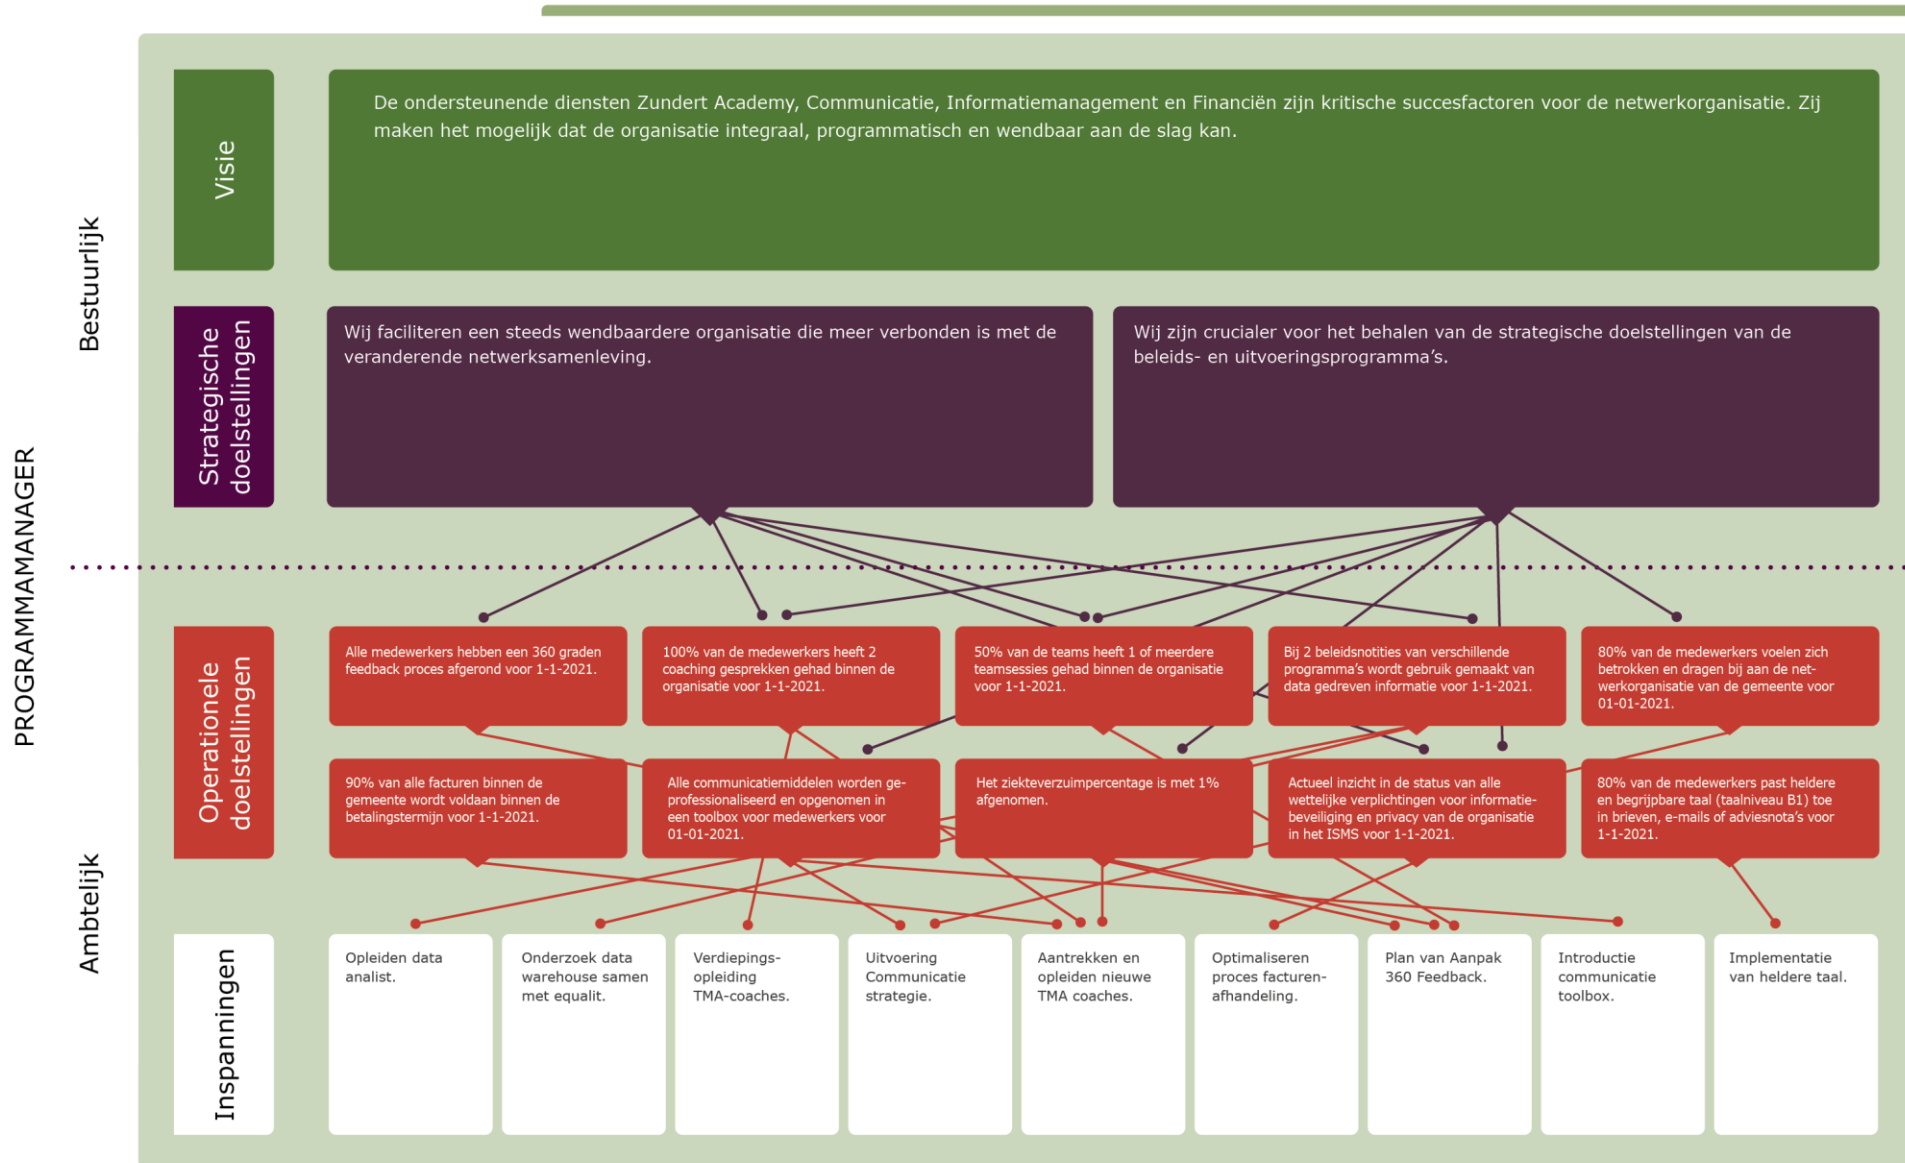 PROGRAMMAMANAGER
Bestuurlijk
Ambtelijk
Visie
De ondersteunende diensten Zundert Academy, Communicatie, Informatiemanagement en Financiën zijn kritische succesfactoren voor de netwerkorganisatie. Zij
maken het mogelijk dat de organisatie integraal, programmatisch en wendbaar aan de slag kan.
Strategische
doelstellingen
Wij faciliteren een steeds wendbaardere organisatie die meer verbonden is met de
veranderende netwerksamenleving.
Wij zijn crucialer voor het behalen van de strategische doelstellingen van de
beleids- en uitvoeringsprogramma’s.
Operationele
doelstellingen
Alle medewerkers hebben een 360 graden
feedback proces afgerond voor 1-1-2021.
100% van de medewerkers heeft 2
coaching gesprekken gehad binnen de
organisatie voor 1-1-2021.
50% van de teams heeft 1 of meerdere
teamsessies gehad binnen de organisatie
voor 1-1-2021.
Bij 2 beleidsnotities van verschillende
programma’s wordt gebruik gemaakt van
data gedreven informatie voor 1-1-2021.
80% van de medewerkers voelen zich
betrokken en dragen bij aan de net-
werkorganisatie van de gemeente voor
01-01-2021.
90% van alle facturen binnen de
gemeente wordt voldaan binnen de
betalingstermijn voor 1-1-2021.
Alle communicatiemiddelen worden ge-
professionaliseerd en opgenomen in
een toolbox voor medewerkers voor
01-01-2021.
Het ziekteverzuimpercentage is met 1%
afgenomen.
Actueel inzicht in de status van alle
wettelijke verplichtingen voor informatie-
beveiliging en privacy van de organisatie
in het ISMS voor 1-1-2021.
80% van de medewerkers past heldere
en begrijpbare taal (taalniveau B1) toe
in brieven, e-mails of adviesnota’s voor
1-1-2021.
Inspanningen
Opleiden data
analist.
Onderzoek data
warehouse samen
met equalit.
Verdiepings-
opleiding
TMA-coaches.
Uitvoering
Communicatie
strategie.
Aantrekken en
opleiden nieuwe
TMA coaches.
Optimaliseren
proces facturen-
afhandeling.
Plan van Aanpak
360 Feedback.
Introductie
communicatie
toolbox.
Implementatie
van heldere taal.